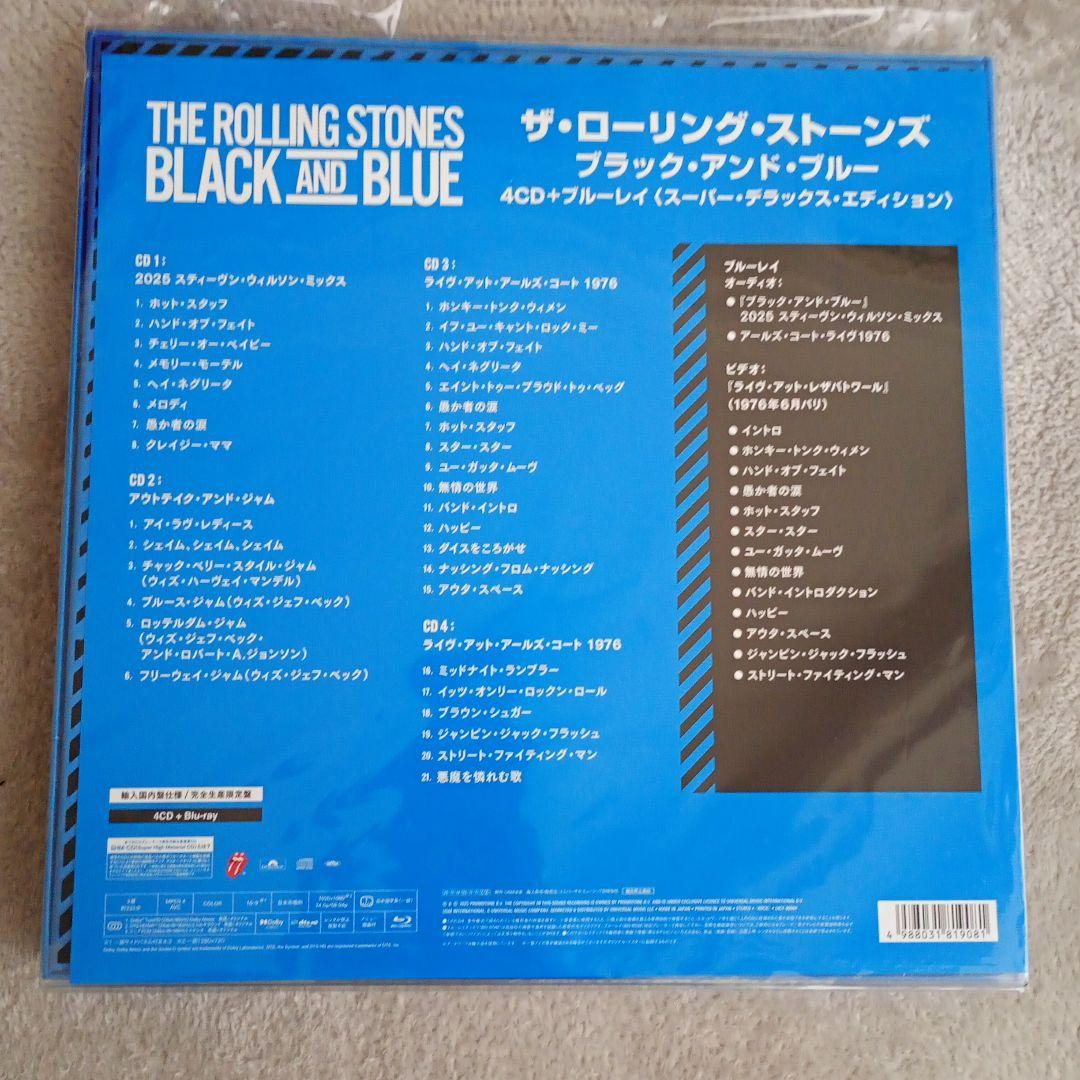 THE ROLLING STONES
BLACK AND BLUE
ザ・ローリング・ストーンズ
ブラック・アンド・ブルー
4CD+ブルーレイ〈スーパー・デラックス・エディション〉
CD 1:
2025 スティーヴン・ウィルソン・ミックス
1. ホット・スタッフ
2. ハンド・オブ・フェイト
3. チェリー・オー・ベイビー
4. メモリー・モーテル
5. ヘイ・ネグリータ
6. メロディ
7. 愚か者の涙
8. クレイジー・ママ
CD 2:
アウトテイク・アンド・ジャム
1. アイ・ラヴ・レディース
2. シェイム、シェイム、シェイム
3. チャック・ベリー・スタイル・ジャム
(ウィズ・ハーヴェイ・マンデル)
4. ブルース・ジャム(ウィズ・ジェフ・ベック)
5. ロッテルダム・ジャム
(ウィズ・ジェフ・ベック・
アンド・ロバート・A.ジョンソン)
6. フリーウェイ・ジャム(ウィズ・ジェフ・ベック)
CD 3:
ライヴ・アット・アールズ・コート 1976
1. ホンキー・トンク・ウィメン
2. イフ・ユー・キャント・ロック・ミー
3. ハンド・オブ・フェイト
4. ヘイ・ネグリータ
5. エイント・トゥー・プラウド・トゥ・ベッグ
6. 愚か者の涙
7. ホット・スタッフ
8. スター・スター
9. ユー・ガッタ・ムーヴ
10. 無情の世界
11. バンド・イントロ
12. ハッピー
13. ダイスをころがせ
14. ナッシング・フロム・ナッシング
15. アウタ・スペース
CD 4:
ライヴ・アット・アールズ・コート 1976
16. ミッドナイト・ランブラー
17. イッツ・オンリー・ロックン・ロール
18. ブラウン・シュガー
19. ジャンピン・ジャック・フラッシュ
20. ストリート・ファイティング・マン
21. 悪魔を憐れむ歌
ブルーレイ
オーディオ:
●『ブラック・アンド・ブルー』
2025 スティーヴン・ウィルソン・ミックス
● アールズ・コート・ライヴ1976
ビデオ:
『ライヴ・アット・レザバトワール』
(1976年6月パリ)
● イントロ
● ホンキー・トンク・ウィメン
● ハンド・オブ・フェイト
● 愚か者の涙
● ホット・スタッフ
● スター・スター
● ユー・ガッタ・ムーヴ
● 無情の世界
● バンド・イントロダクション
● ハッピー
● アウタ・スペース
● ジャンピン・ジャック・フラッシュ
● ストリート・ファイティング・マン
輸入国内盤仕様/完全生産限定盤
4CD + Blu-ray
COLOR
4 988031 819081